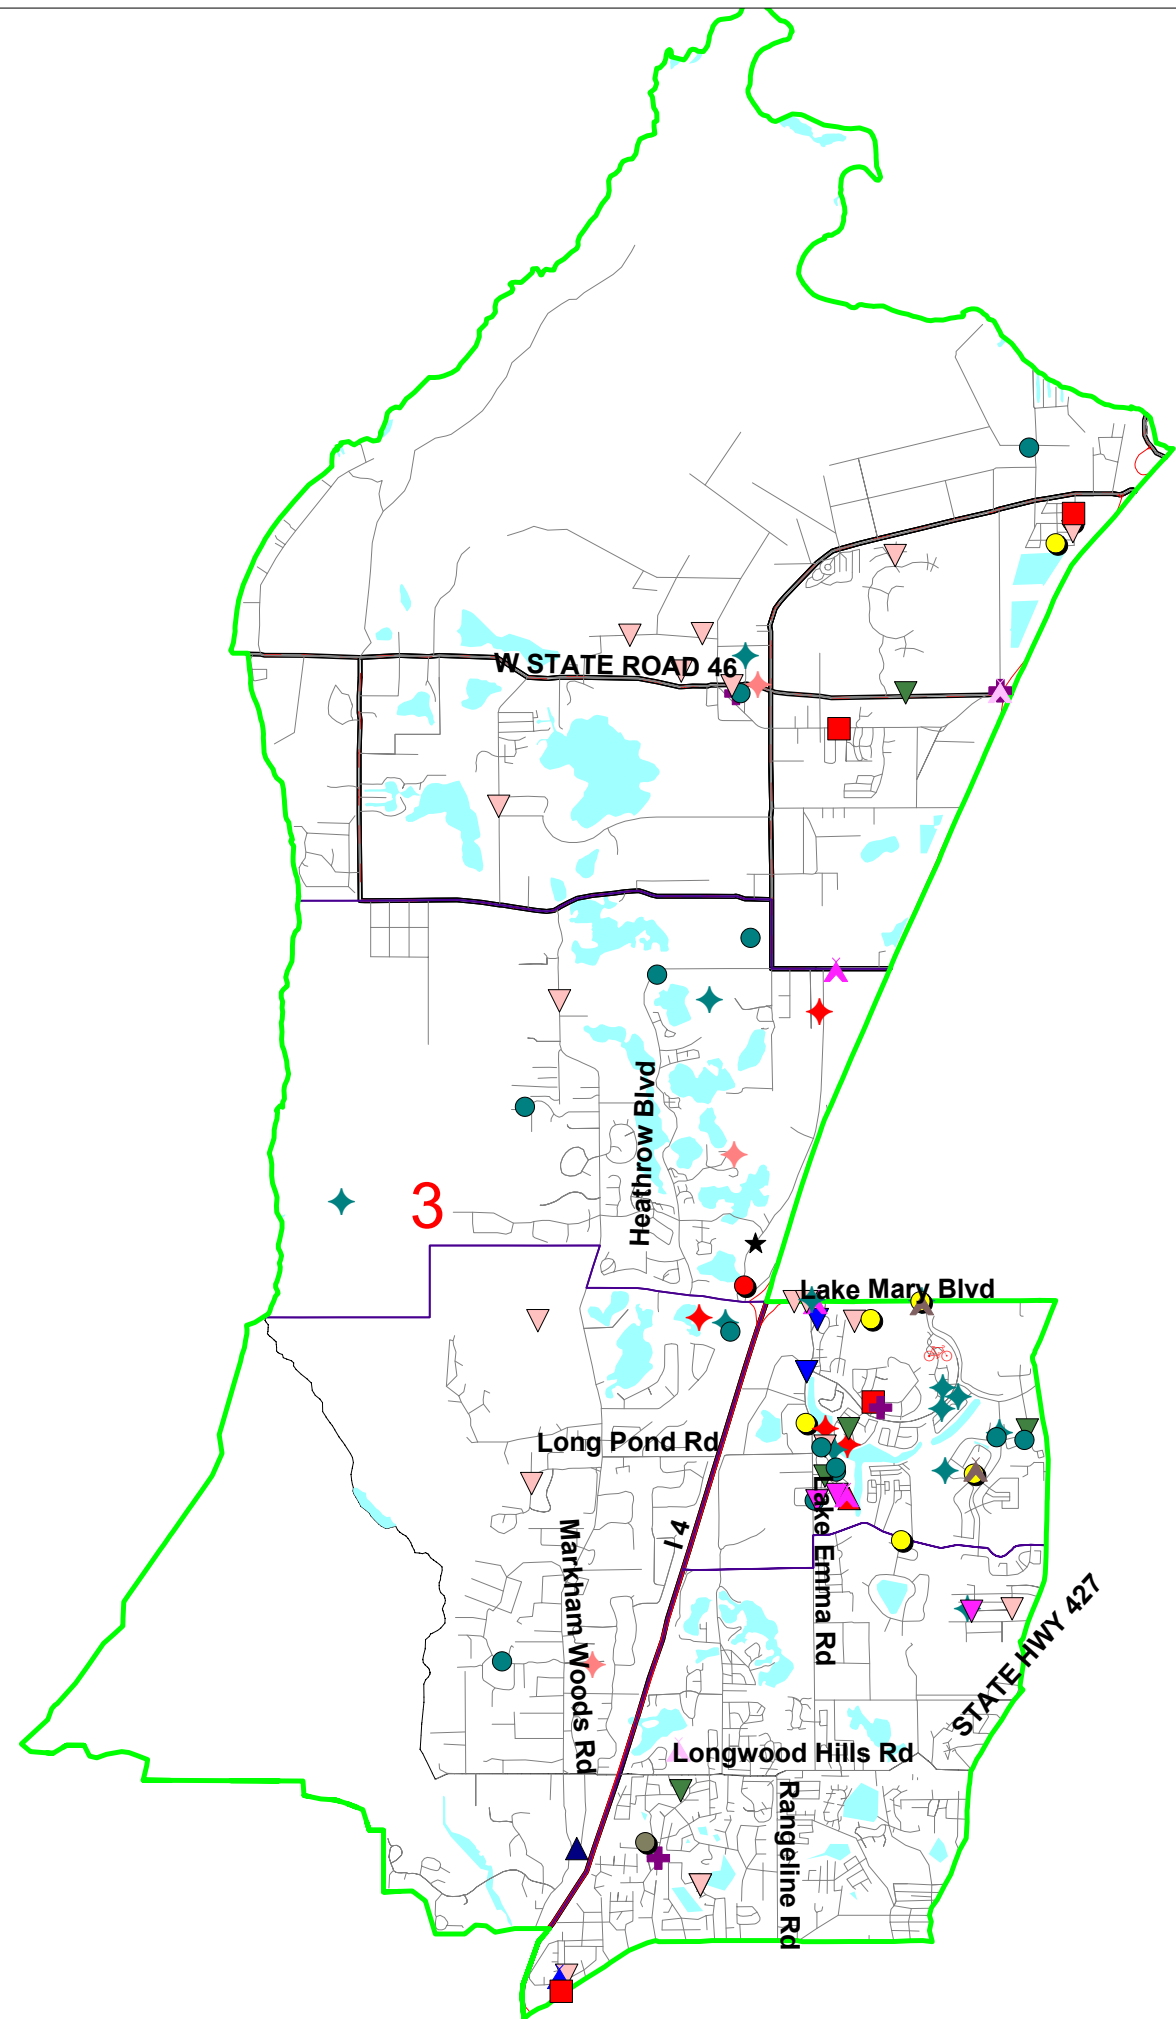 W STATE ROAD 46
Heathrow Blvd
3
Lake Mary Blvd
Long Pond Rd
I 4
Lake Emma Rd
Markham Woods Rd
STATE HWY 427
Longwood Hills Rd
Rangeline Rd